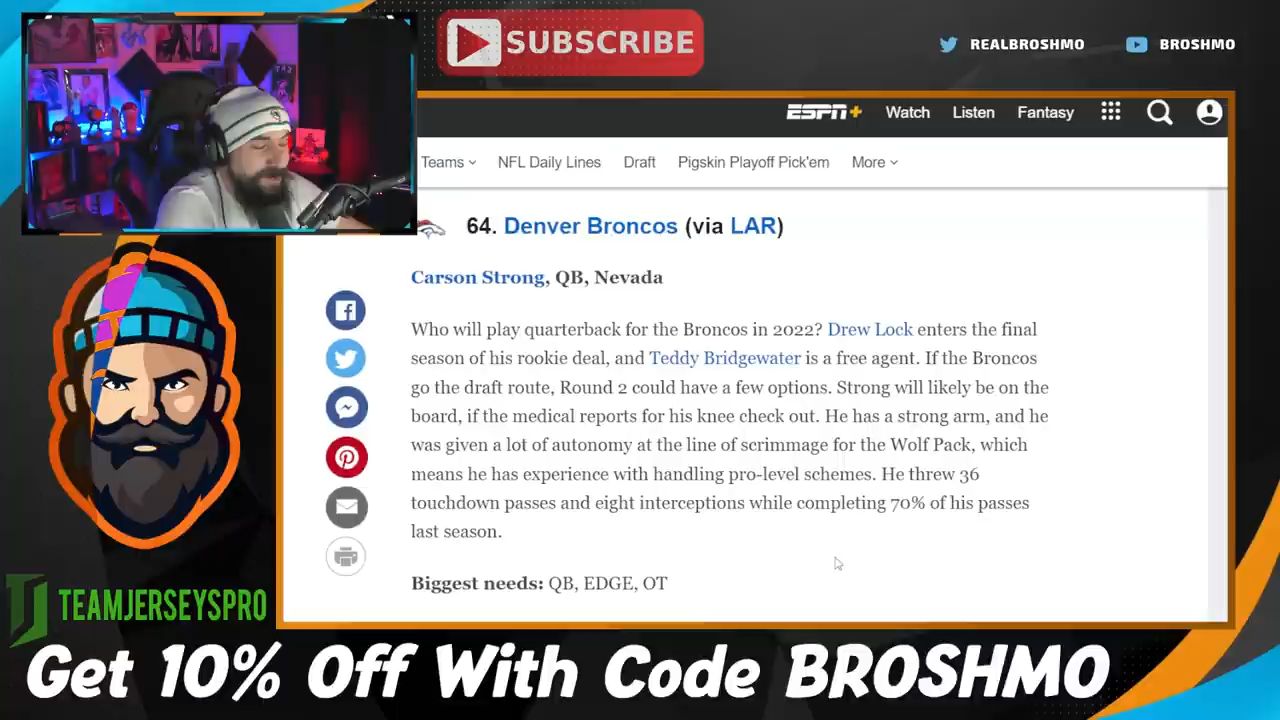 SUBSCRIBE
REALBROSHMO
BROSHMO
ESPN+
Watch
Listen
Fantasy
Teams
NFL Daily Lines
Draft
Pigskin Playoff Pick'em
More
64. Denver Broncos (via LAR)
Carson Strong, QB, Nevada
Who will play quarterback for the Broncos in 2022? Drew Lock enters the final
season of his rookie deal, and Teddy Bridgewater is a free agent. If the Broncos
go the draft route, Round 2 could have a few options. Strong will likely be on the
board, if the medical reports for his knee check out. He has a strong arm, and he
was given a lot of autonomy at the line of scrimmage for the Wolf Pack, which
means he has experience with handling pro-level schemes. He threw 36
touchdown passes and eight interceptions while completing 70% of his passes
last season.
Biggest needs: QB, EDGE, OT
TEAMJERSEYSPRO
Get 10% Off With Code BROSHMO